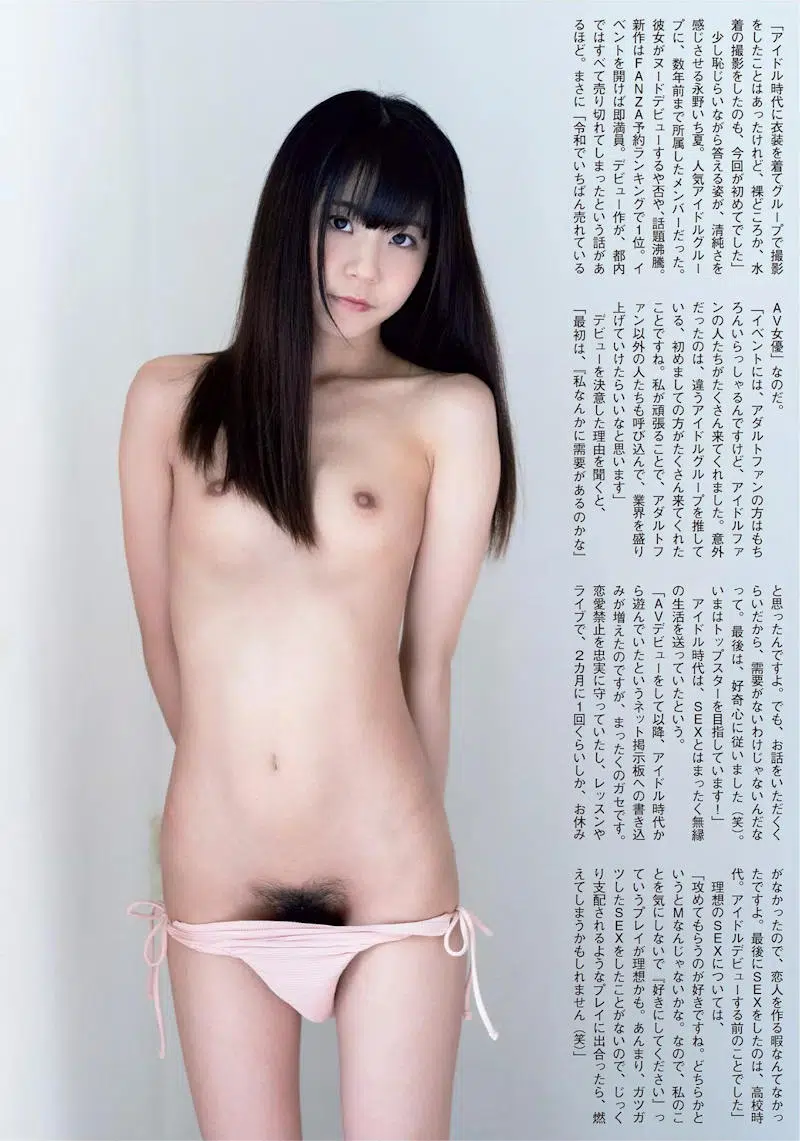 「アイドル時代に衣装を着てグループで撮影
をしたことはあったけれど、裸どころか、水
着の撮影をしたのも、今回が初めてでした」
少し恥じらいながら答える姿が、清純さを
感じさせる永野いち夏。人気アイドルグルー
プに、数年前まで所属したメンバーだった。
彼女がヌードデビューするや否や、話題沸騰。
新作はFANZA予約ランキングで1位。イ
ベントを開けば即満員。デビュー作が、都内
ではすべて売り切れてしまったという話があ
るほど。まさに「令和でいちばん売れている
AV女優」なのだ。
「イベントには、アダルトファンの方はもち
ろんいらっしゃるんですけど、アイドルファ
ンの人たちがたくさん来てくれました。意外
だったのは、違うアイドルグループを推して
いる、初めましての方がたくさん来てくれた
ことですね。私が頑張ることで、アダルトフ
ァン以外の人たちも呼び込んで、業界を盛り
上げていけたらいいなと思います」
デビューを決意した理由を聞くと、
「最初は、『私なんかに需要があるのかな』
と思ったんですよ。でも、お話をいただくく
らいだから、需要がないわけじゃないんだな
って。最後は、好奇心に従いました（笑）。
いまはトップスターを目指しています！」
アイドル時代は、SEXとはまったく無縁
の生活を送っていたという。
「AVデビューをして以降、アイドル時代か
ら遊んでいたというネット掲示板への書き込
みが増えたのですが、まったくのガセです。
恋愛禁止を忠実に守っていたし、レッスンや
ライブで、2カ月に1回くらいしか、お休み
がなかったので、恋人を作る暇なんてなかっ
たですよ。最後にSEXをしたのは、高校時
代。アイドルデビューする前のことでした」
理想のSEXについては、
「攻めてもらうのが好きですね。どちらかと
いうとMなんじゃないかな。なので、私のこ
とを気にしないで『好きにしてください』っ
ていうプレイが理想かも。あんまり、ガツガ
ツしたSEXをしたことがないので、じっく
り支配されるようなプレイに出合ったら、燃
えてしまうかもしれません（笑）」